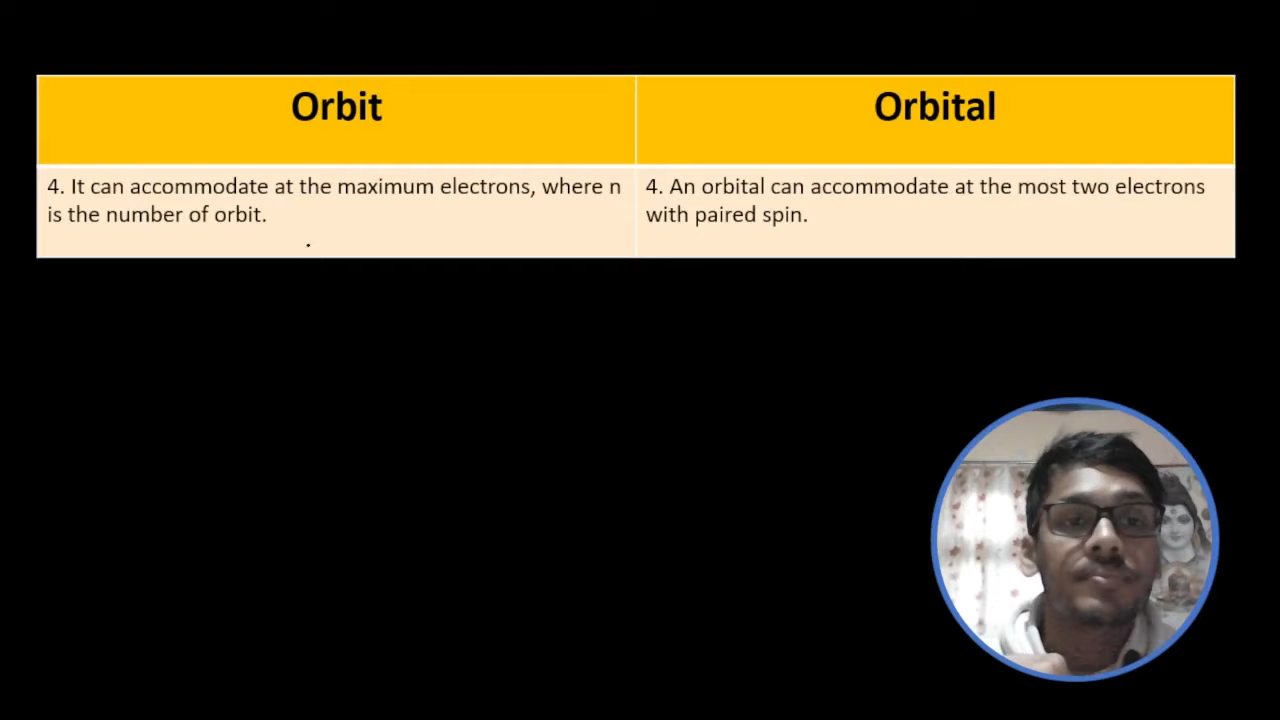 Orbit
Orbital
4. It can accommodate at the maximum electrons, where n
is the number of orbit.
4. An orbital can accommodate at the most two electrons
with paired spin.